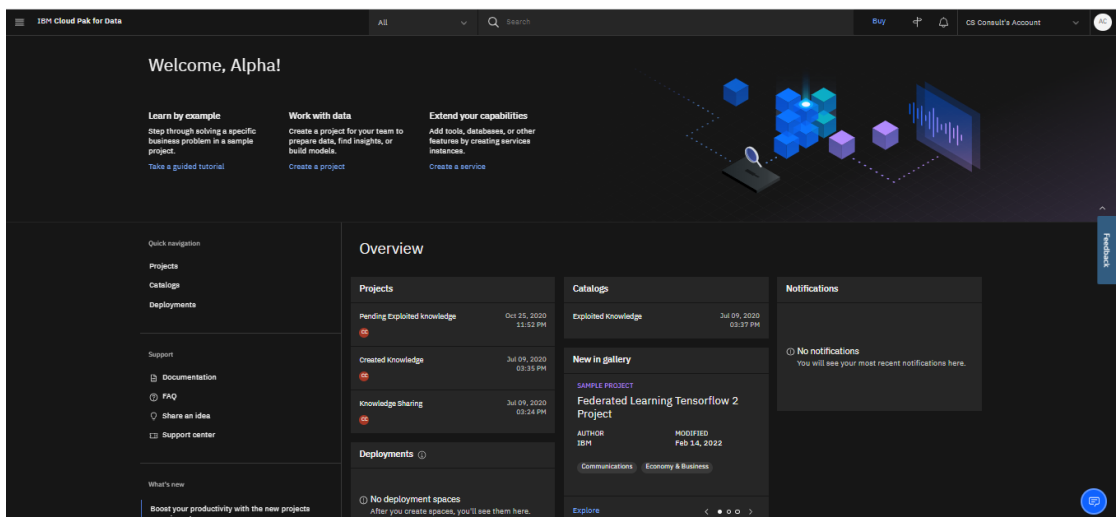 IBM Cloud Pak for Data
All
Search
Buy
CS Consult's Account
AC
Welcome, Alpha!
Learn by example
Step through solving a specific
business problem in a sample
project.
Take a guided tutorial
Work with data
Create a project for your team to
prepare data, find insights, or
build models.
Create a project
Extend your capabilities
Add tools, databases, or other
features by creating services
instances.
Create a service
Feedback
Quick navigation
Projects
Catalogs
Deployments
Support
Documentation
FAQ
Share an idea
Support center
What's new
Boost your productivity with the new projects
Overview
Projects
Pending Exploited knowledge
Oct 25, 2020
11:52 PM
CC
Created Knowledge
Jul 09, 2020
03:35 PM
CC
Knowledge Sharing
Jul 09, 2020
03:24 PM
CC
Deployments
No deployment spaces
After you create spaces, you'll see them here.
Catalogs
Exploited Knowledge
Jul 09, 2020
03:37 PM
New in gallery
SAMPLE PROJECT
Federated Learning Tensorflow 2
Project
AUTHOR
IBM
MODIFIED
Feb 14, 2022
Communications
Economy & Business
Explore
Notifications
No notifications
You will see your most recent notifications here.